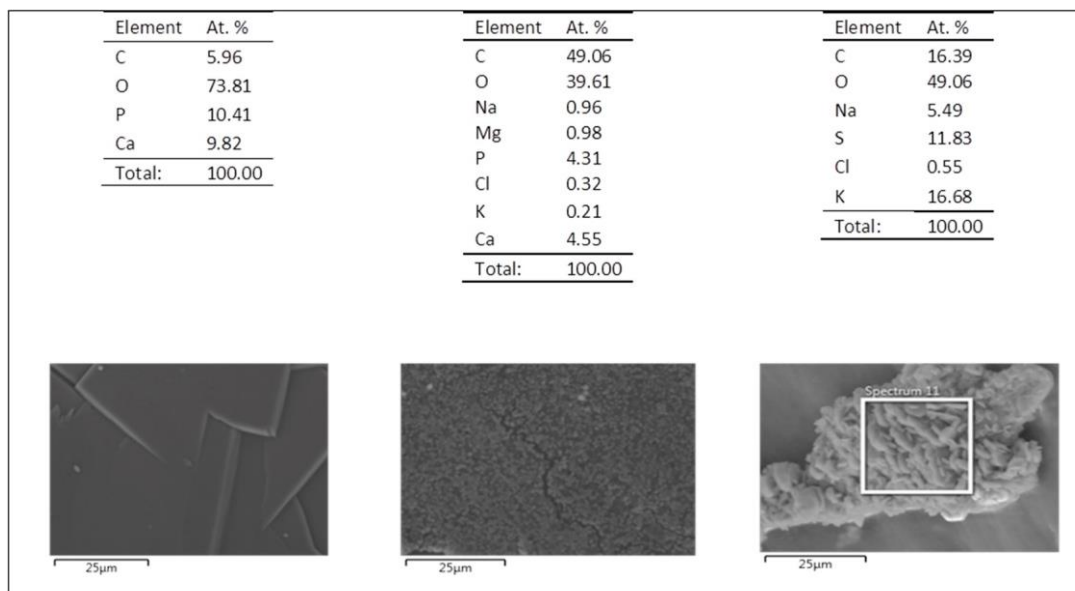 Element At. %
C 5.96
O 73.81
P 10.41
Ca 9.82
Total: 100.00
Element At. %
C 49.06
O 39.61
Na 0.96
Mg 0.98
P 4.31
Cl 0.32
K 0.21
Ca 4.55
Total: 100.00
Element At. %
C 16.39
O 49.06
Na 5.49
S 11.83
Cl 0.55
K 16.68
Total: 100.00
25µm
25µm
Spectrum 11
25µm